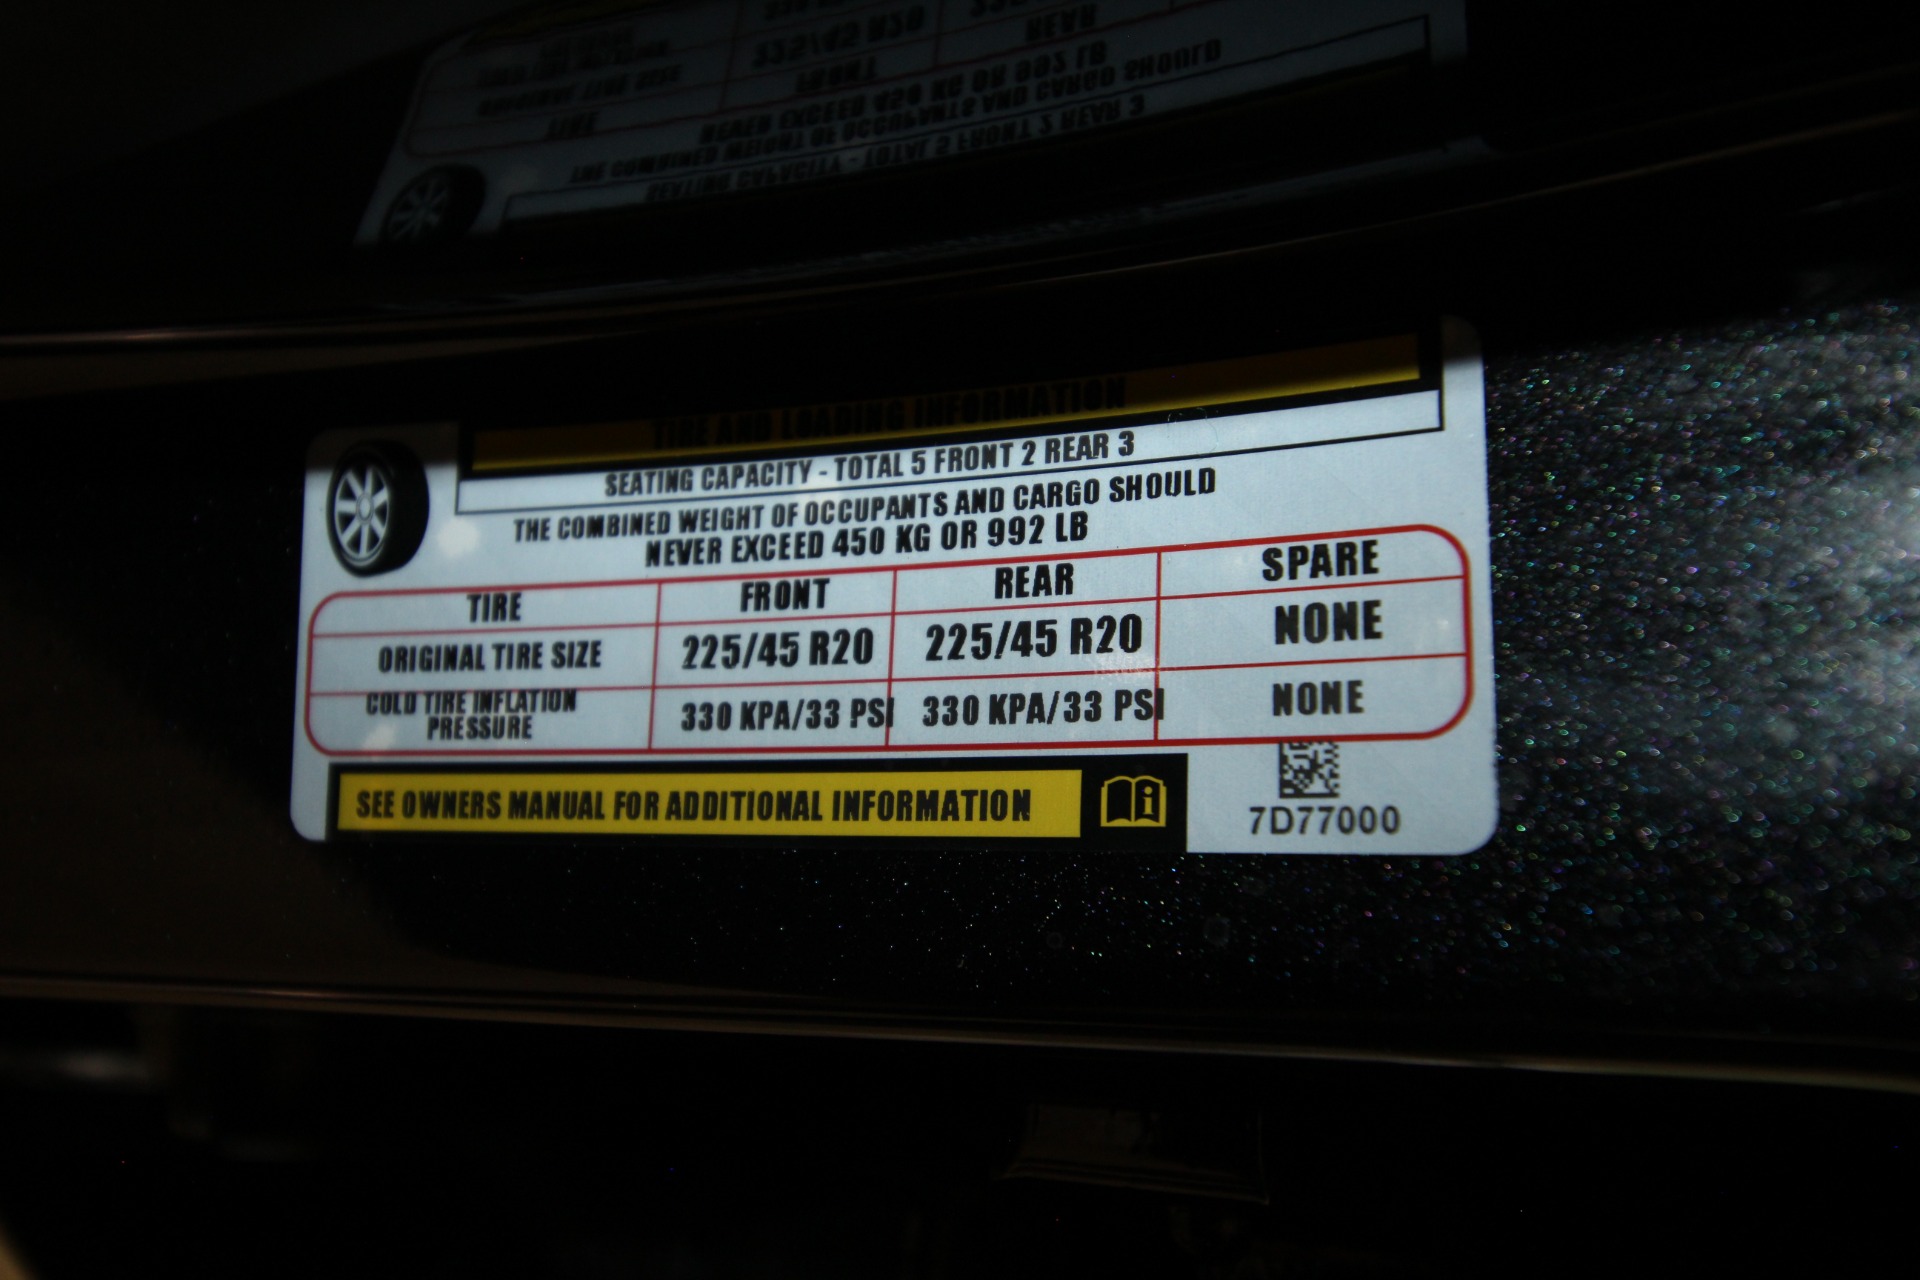 TIRE AND LOADING INFORMATION
SEATING CAPACITY - TOTAL 5 FRONT 2 REAR 3
THE COMBINED WEIGHT OF OCCUPANTS AND CARGO SHOULD
NEVER EXCEED 450 KG OR 992 LB
TIRE FRONT REAR SPARE
ORIGINAL TIRE SIZE 225/45 R20 225/45 R20 NONE
COLD TIRE INFLATION
PRESSURE 330 KPA/33 PSI 330 KPA/33 PSI NONE
SEE OWNERS MANUAL FOR ADDITIONAL INFORMATION
7D77000